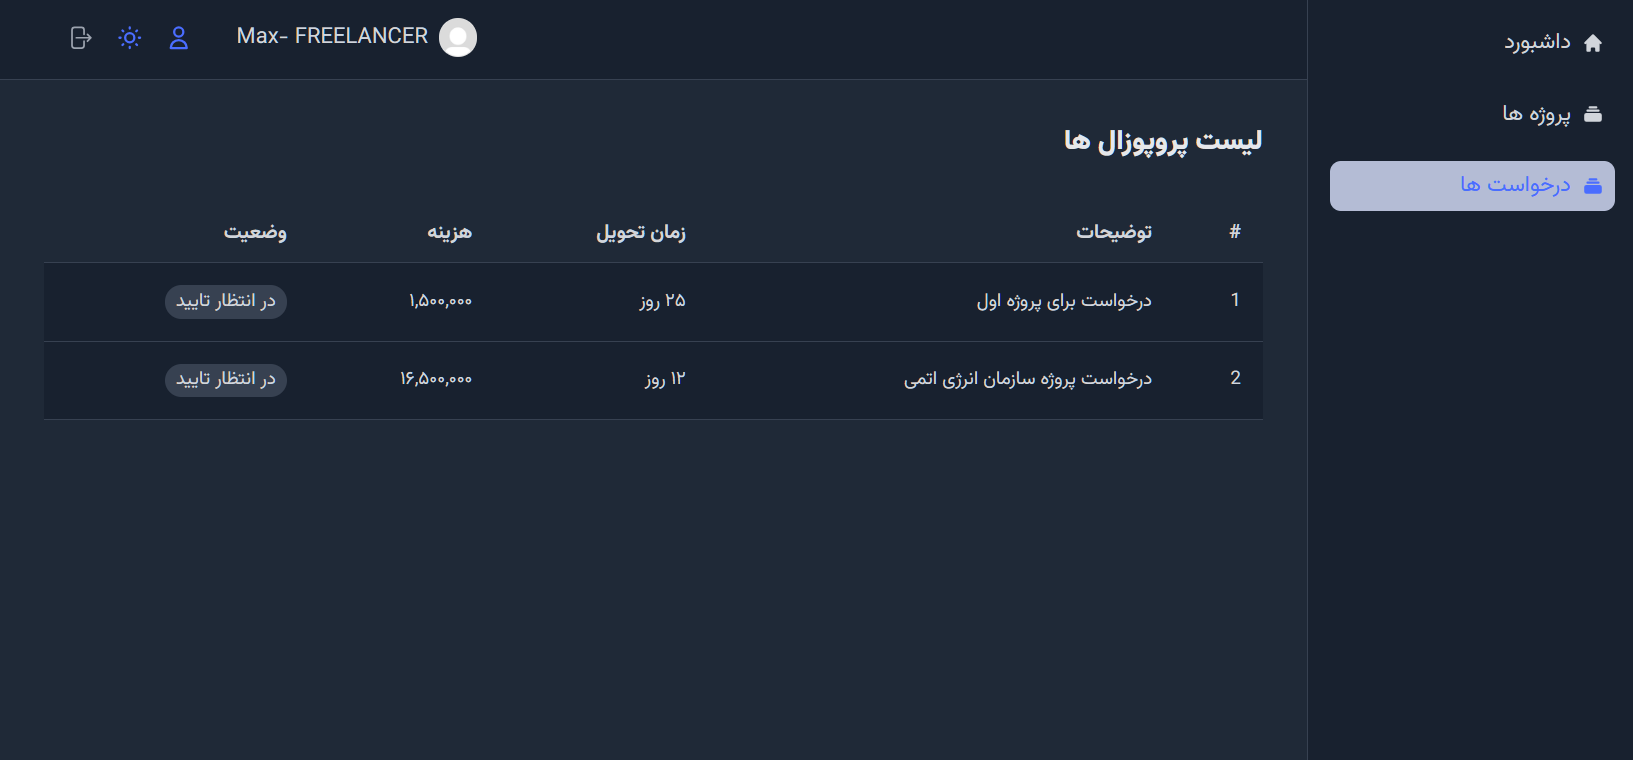 Max- FREELANCER
داشبورد
پروژه ها
درخواست ها
لیست پروپوزال ها
# توضیحات زمان تحویل هزینه وضعیت
1 درخواست برای پروژه اول ۲۵ روز ۱,۵۰۰,۰۰۰ در انتظار تایید
2 درخواست پروژه سازمان انرژی اتمی ۱۲ روز ۱۶,۵۰۰,۰۰۰ در انتظار تایید